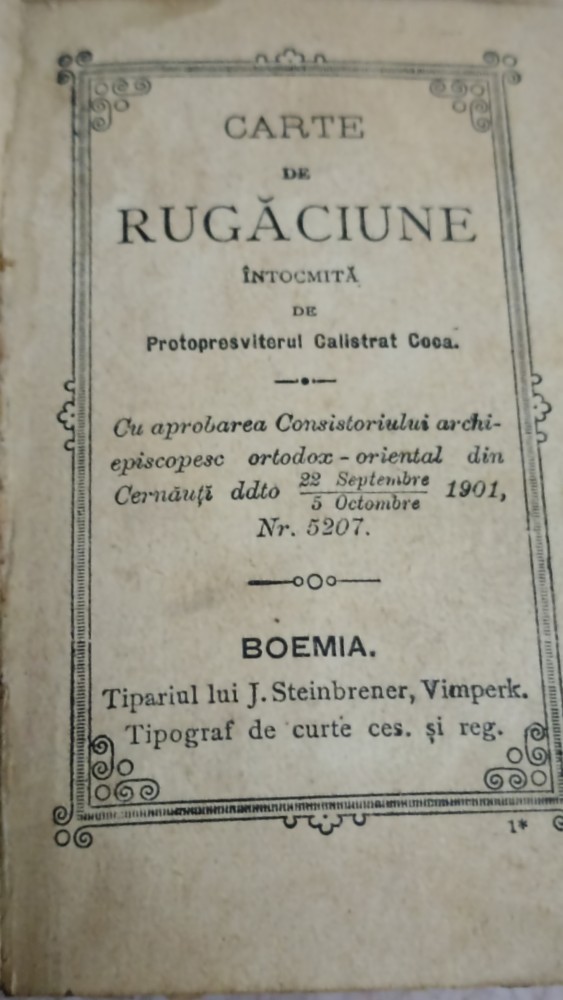 CARTE
DE
RUGĂCIUNE
ÎNTOCMITĂ
DE
Protopresviterul Calistrat Coca.
Cu aprobarea Consistoriului archi-
episcopesc ortodox - oriental din
Cernăuţi ddto 22 Septembre / 5 Octombre 1901,
Nr. 5207.
BOEMIA.
Tipariul lui J. Steinbrener, Vimperk.
Tipograf de curte ces. şi reg.
1*